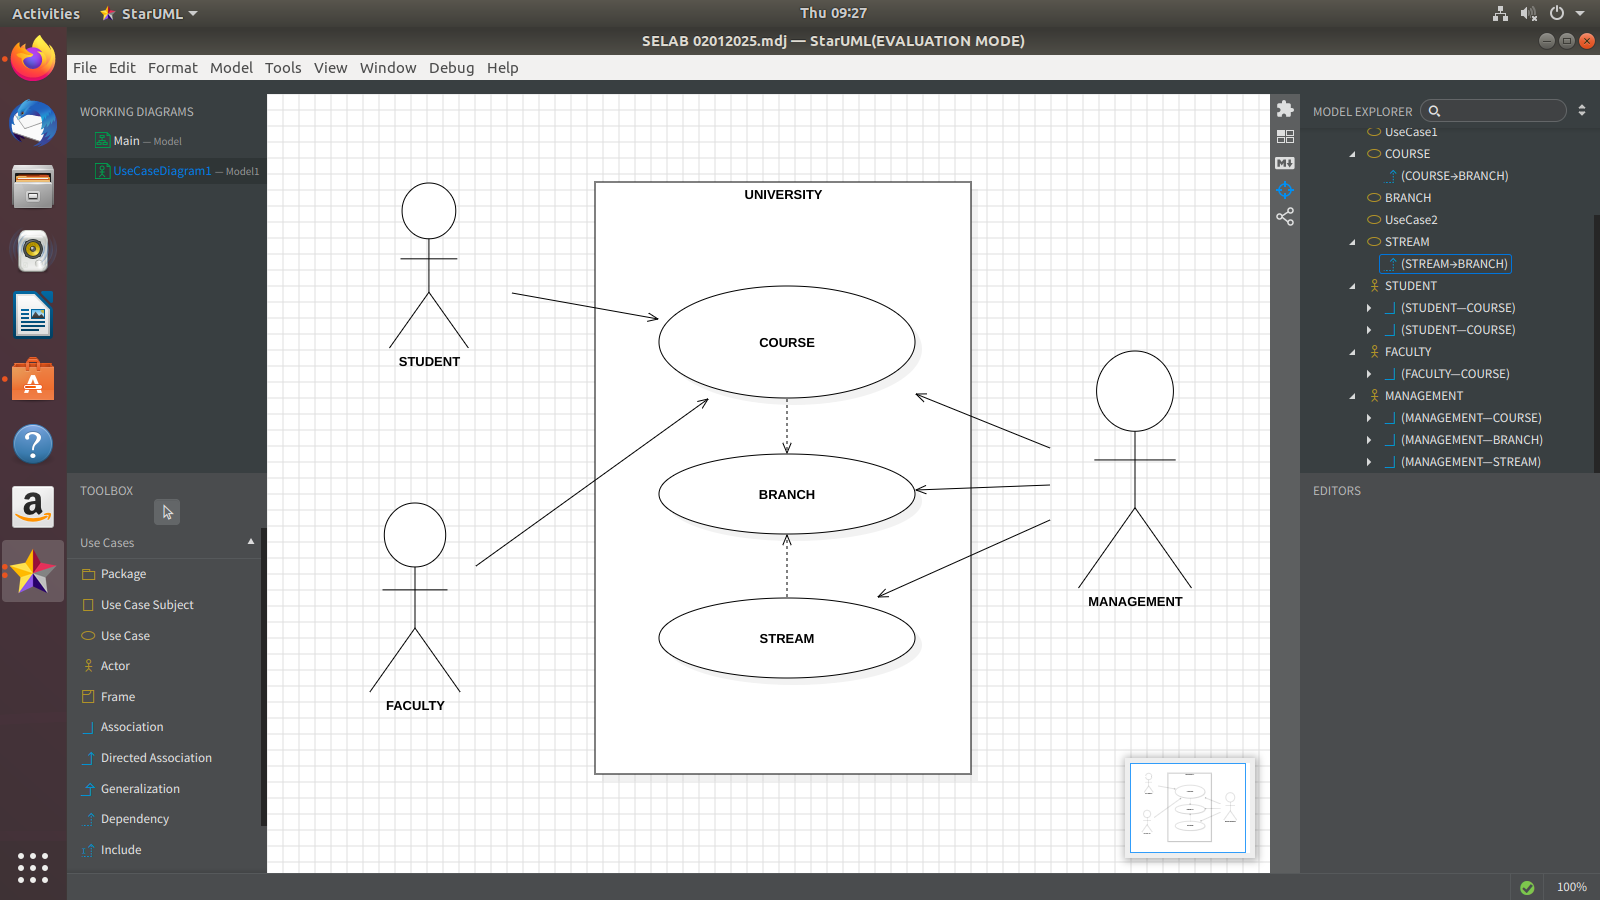 Activities
StarUML
Thu 09:27
SELAB 02012025.mdj — StarUML(EVALUATION MODE)
File Edit Format Model Tools View Window Debug Help
WORKING DIAGRAMS
Main — Model
UseCaseDiagram1 — Model1
TOOLBOX
Use Cases
Package
Use Case Subject
Use Case
Actor
Frame
Association
Directed Association
Generalization
Dependency
Include
UNIVERSITY
STUDENT
COURSE
BRANCH
STREAM
FACULTY
MANAGEMENT
MODEL EXPLORER
UseCase1
COURSE
(COURSE→BRANCH)
BRANCH
UseCase2
STREAM
(STREAM→BRANCH)
STUDENT
(STUDENT—COURSE)
(STUDENT—COURSE)
FACULTY
(FACULTY—COURSE)
MANAGEMENT
(MANAGEMENT—COURSE)
(MANAGEMENT—BRANCH)
(MANAGEMENT—STREAM)
EDITORS
100%